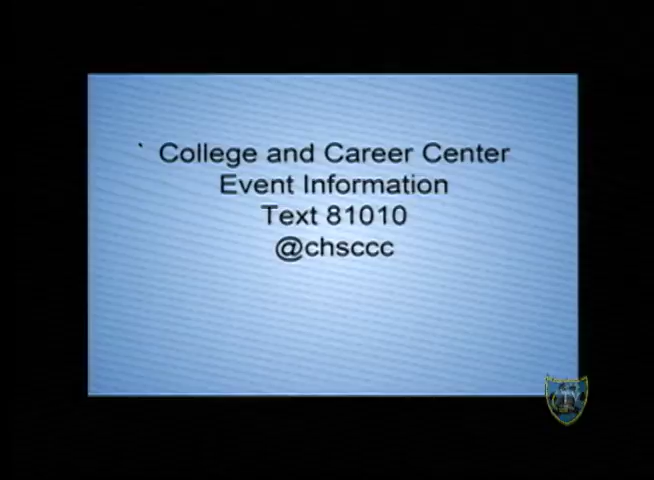 ` College and Career Center
Event Information
Text 81010
@chsccc